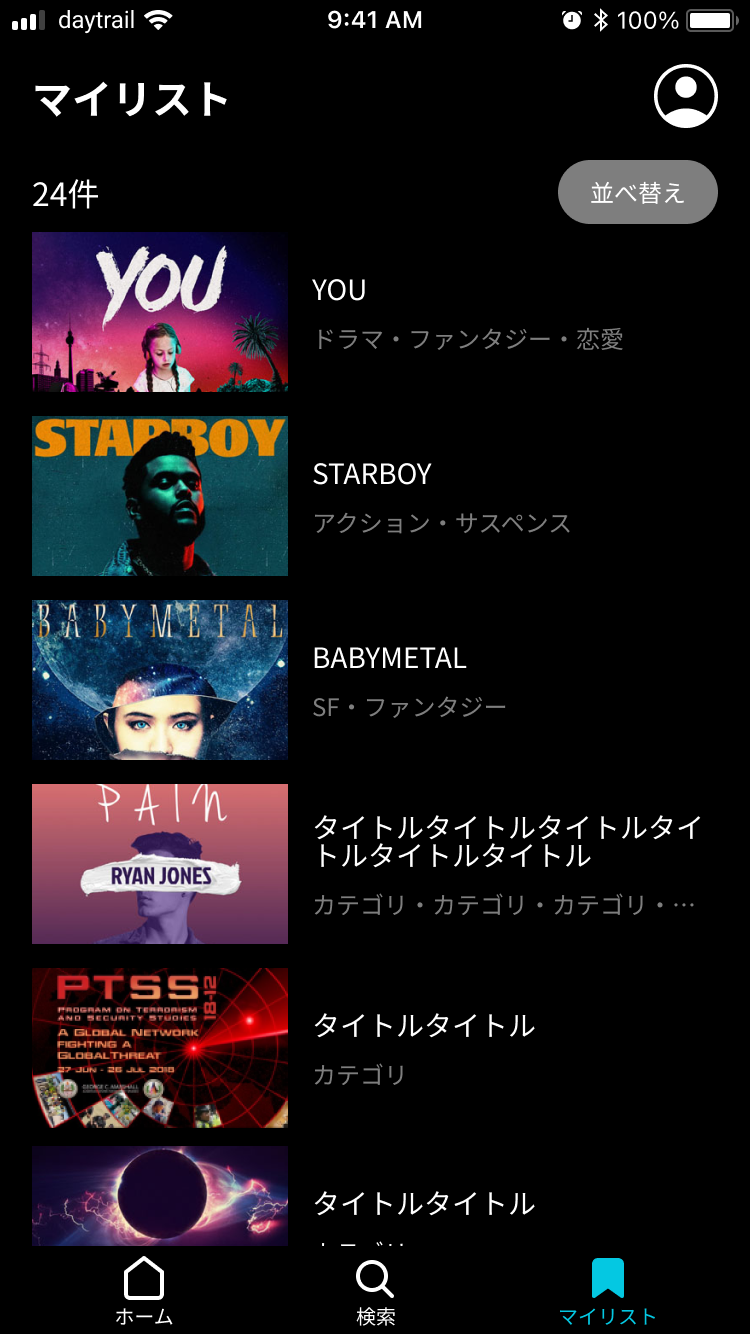 daytrail
9:41 AM
100%
マイリスト
24件
並べ替え
YOU
YOU
ドラマ・ファンタジー・恋愛
STARBOY
STARBOY
アクション・サスペンス
BABYMETAL
BABYMETAL
SF・ファンタジー
PAIN
RYAN JONES
タイトルタイトルタイトルタイ
トルタイトルタイトル
カテゴリ・カテゴリ・カテゴリ・…
PTSS
18-12
PROGRAM ON TERRORISM
AND SECURITY STUDIES
A GLOBAL NETWORK
FIGHTING A
GLOBALTHREAT
27 JUN - 26 JUL 2018
GEORGE C. MARSHALL
タイトルタイトル
カテゴリ
タイトルタイトル
カテゴリ
ホーム
検索
マイリスト